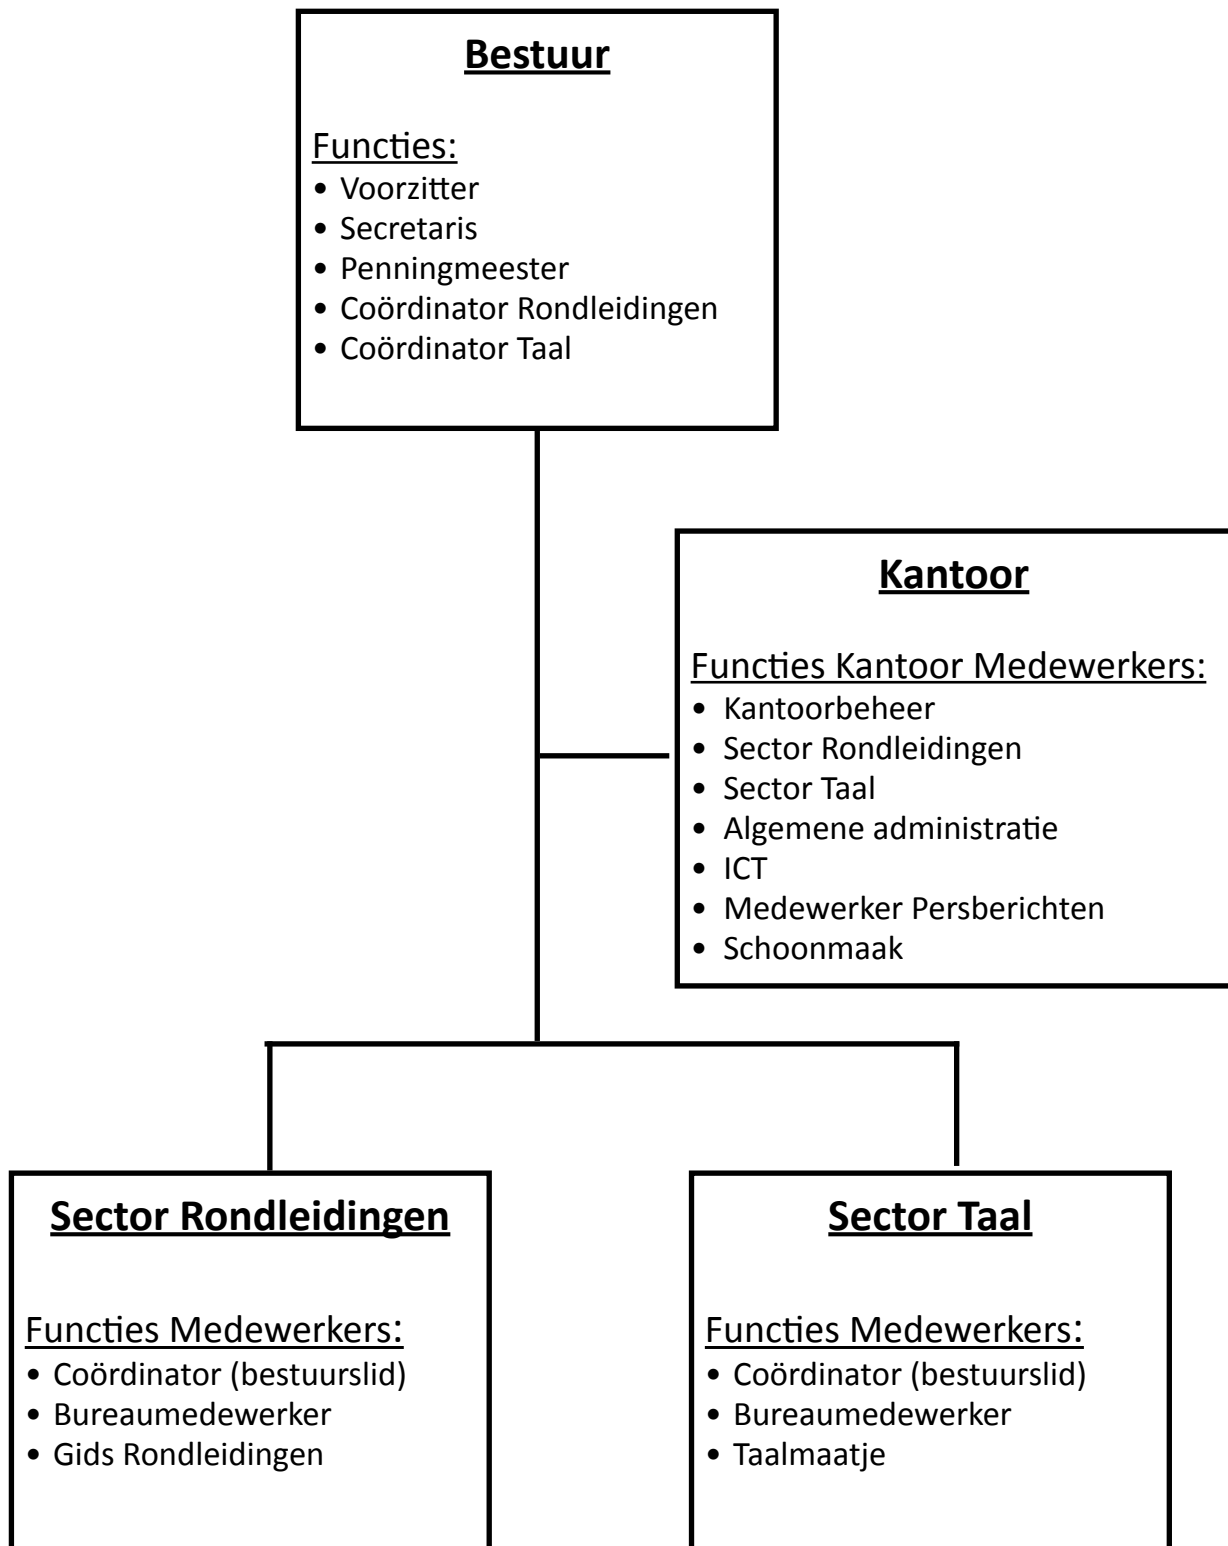 Bestuur
Functies:
• Voorzitter
• Secretaris
• Penningmeester
• Coördinator Rondleidingen
• Coördinator Taal
Kantoor
Functies Kantoor Medewerkers:
• Kantoorbeheer
• Sector Rondleidingen
• Sector Taal
• Algemene administratie
• ICT
• Medewerker Persberichten
• Schoonmaak
Sector Rondleidingen
Functies Medewerkers:
• Coördinator (bestuurslid)
• Bureaumedewerker
• Gids Rondleidingen
Sector Taal
Functies Medewerkers:
• Coördinator (bestuurslid)
• Bureaumedewerker
• Taalmaatje